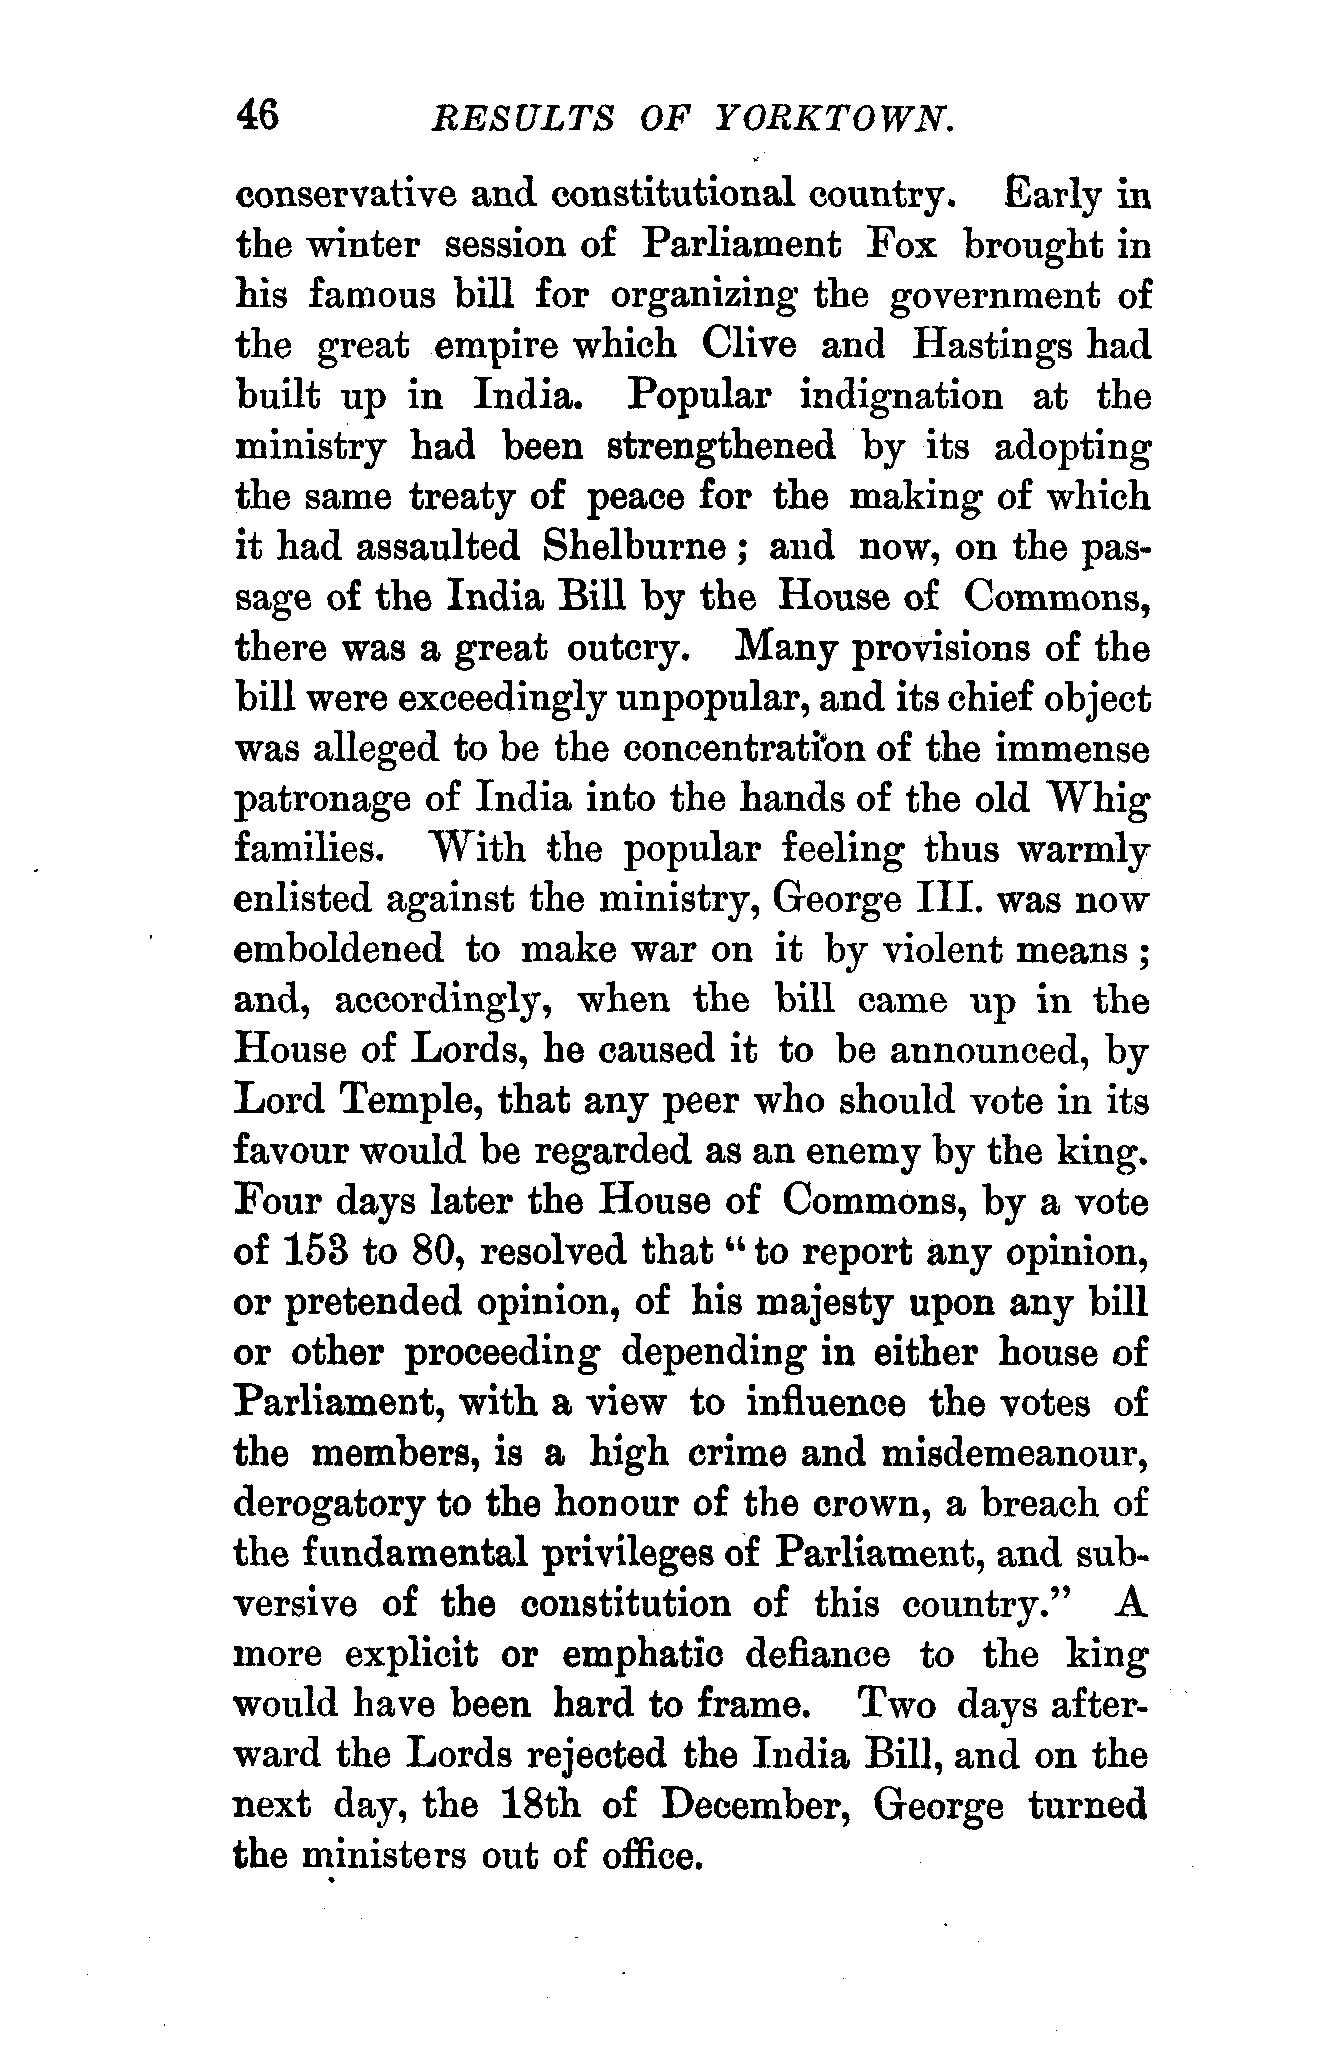 46 RESULTS OF YORKTOWN.
conservative and constitutional country. Early in
the winter session of Parliament Fox brought in
his famous bill for organizing the government of
the great empire which Clive and Hastings had
built up in India. Popular indignation at the
ministry had been strengthened by its adopting
the same treaty of peace for the making of which
it had assaulted Shelburne ; and now, on the pas-
sage of the India Bill by the House of Commons,
there was a great outcry. Many provisions of the
bill were exceedingly unpopular, and its chief object
was alleged to be the concentration of the immense
patronage of India into the hands of the old Whig
families. With the popular feeling thus warmly
enlisted against the ministry, George III. was now
emboldened to make war on it by violent means ;
and, accordingly, when the bill came up in the
House of Lords, he caused it to be announced, by
Lord Temple, that any peer who should vote in its
favour would be regarded as an enemy by the king.
Four days later the House of Commons, by a vote
of 153 to 80, resolved that “ to report any opinion,
or pretended opinion, of his majesty upon any bill
or other proceeding depending in either house of
Parliament, with a view to influence the votes of
the members, is a high crime and misdemeanour,
derogatory to the honour of the crown, a breach of
the fundamental privileges of Parliament, and sub-
versive of the constitution of this country.” A
more explicit or emphatic defiance to the king
would have been hard to frame. Two days after-
ward the Lords rejected the India Bill, and on the
next day, the 18th of December, George turned
the ministers out of office.